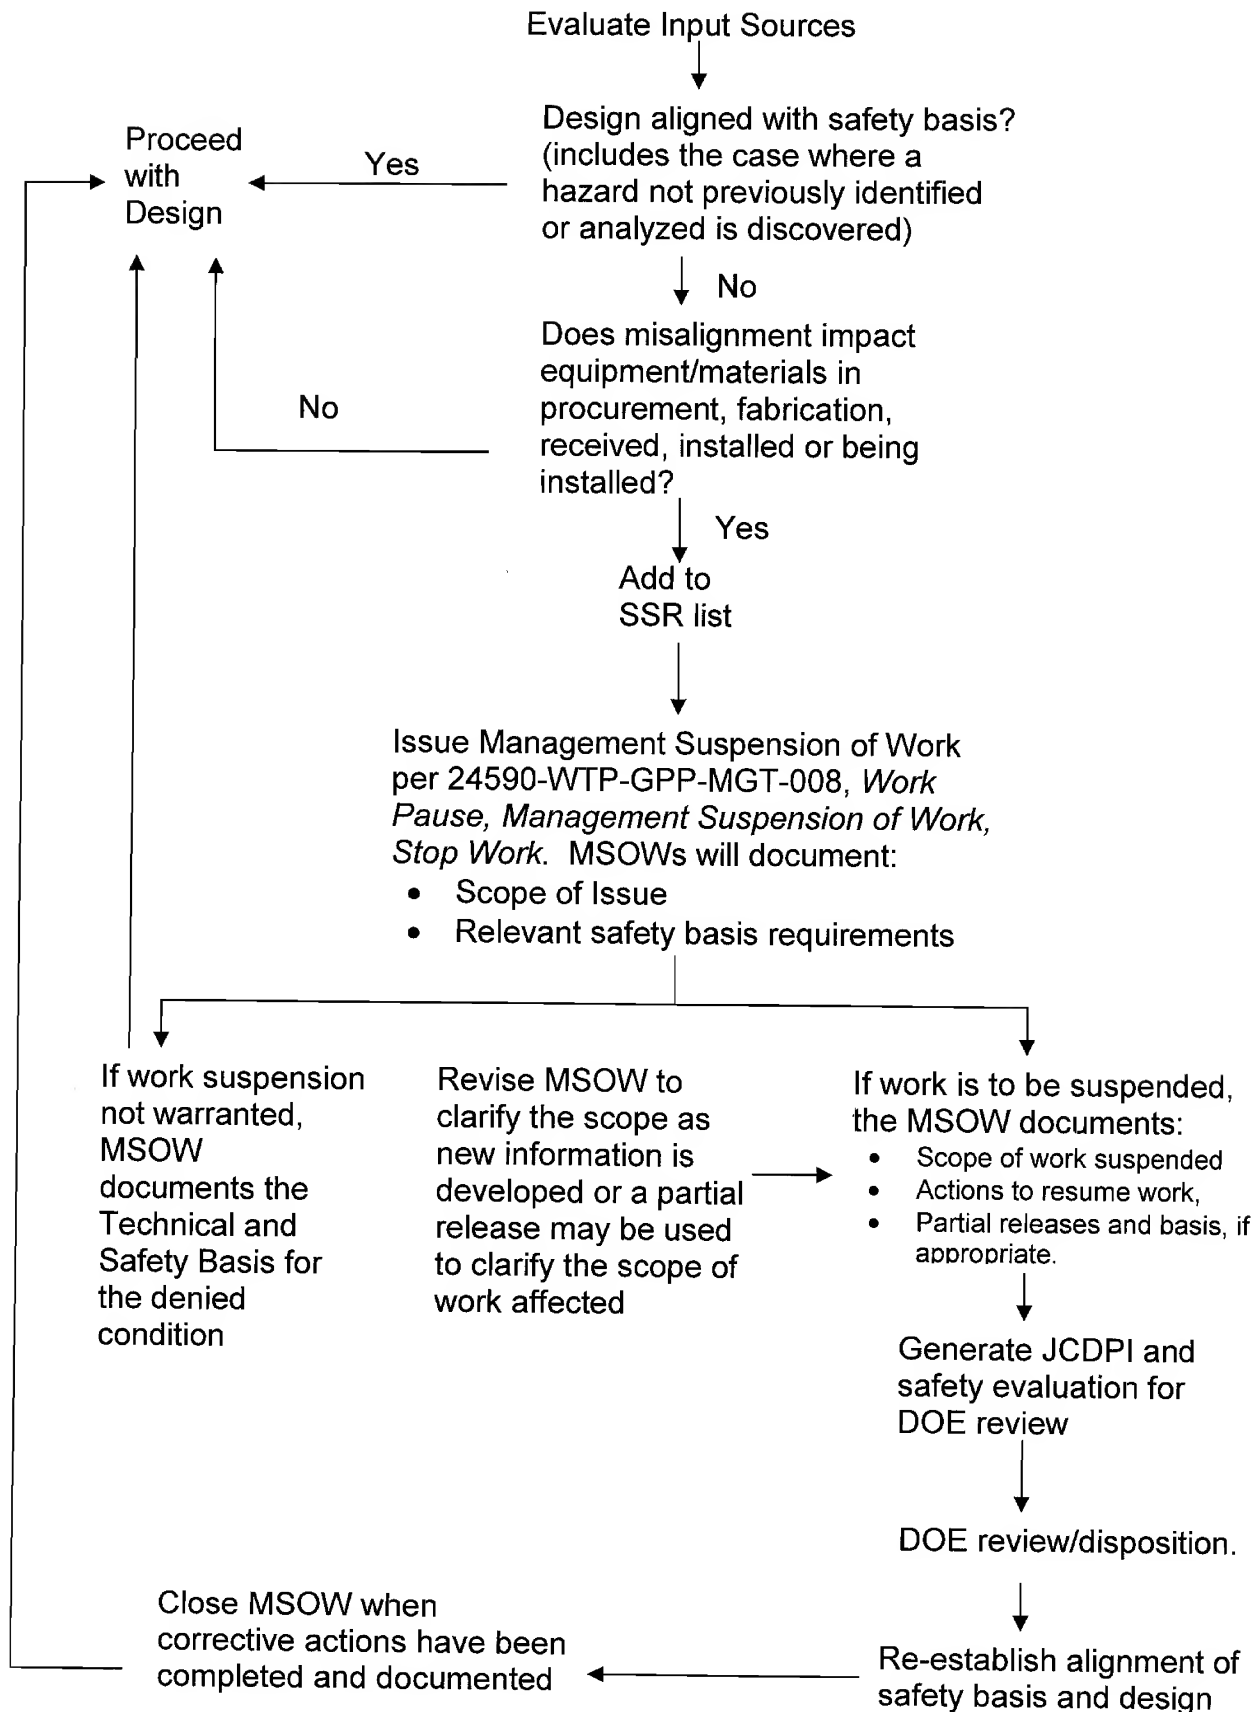 Evaluate Input Sources
Design aligned with safety basis?
(includes the case where a
hazard not previously identified
or analyzed is discovered)
Yes
Proceed
with
Design
No
Does misalignment impact
equipment/materials in
procurement, fabrication,
received, installed or being
installed?
No
Yes
Add to
SSR list
Issue Management Suspension of Work
per 24590-WTP-GPP-MGT-008, Work
Pause, Management Suspension of Work,
Stop Work. MSOWs will document:
• Scope of Issue
• Relevant safety basis requirements
If work suspension
not warranted,
MSOW
documents the
Technical and
Safety Basis for
the denied
condition
Revise MSOW to
clarify the scope as
new information is
developed or a partial
release may be used
to clarify the scope of
work affected
If work is to be suspended,
the MSOW documents:
• Scope of work suspended
• Actions to resume work,
• Partial releases and basis, if
appropriate.
Generate JCDPI and
safety evaluation for
DOE review
DOE review/disposition.
Re-establish alignment of
safety basis and design
Close MSOW when
corrective actions have been
completed and documented